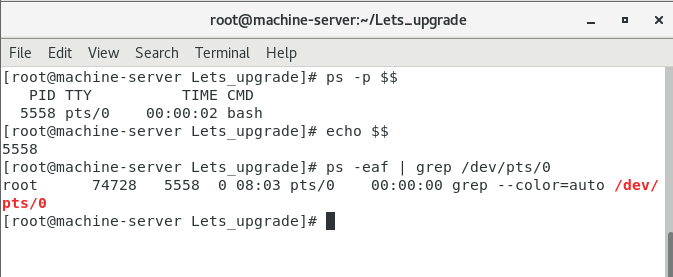 root@machine-server:~/Lets_upgrade
File Edit View Search Terminal Help
[root@machine-server Lets_upgrade]# ps -p $$
   PID TTY          TIME CMD
  5558 pts/0    00:00:02 bash
[root@machine-server Lets_upgrade]# echo $$
5558
[root@machine-server Lets_upgrade]# ps -eaf | grep /dev/pts/0
root      74728   5558  0 08:03 pts/0    00:00:00 grep --color=auto /dev/
pts/0
[root@machine-server Lets_upgrade]#